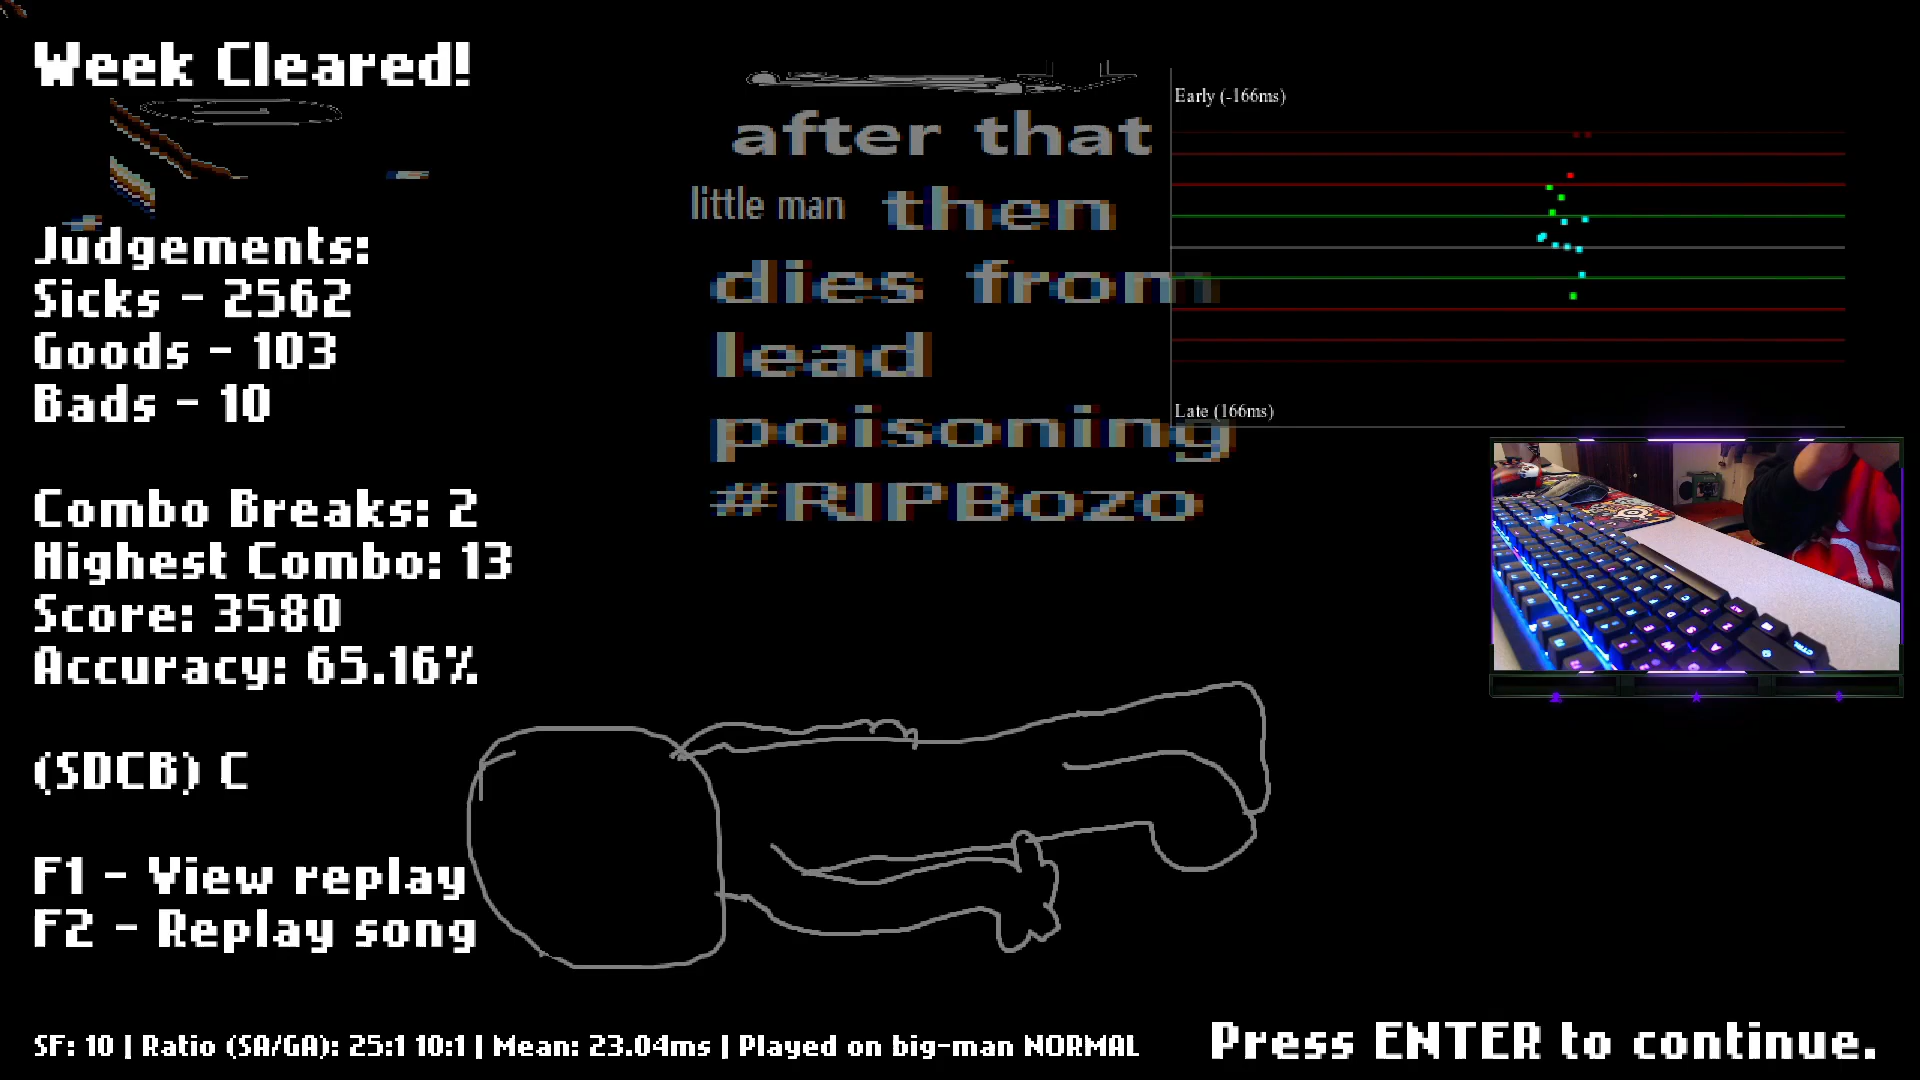 Week Cleared!
Judgements:
Sicks - 2562
Goods - 103
Bads - 10
Combo Breaks: 2
Highest Combo: 13
Score: 3580
Accuracy: 65.16%
(SDCB) C
F1 - View replay
F2 - Replay song
after that
little man then
dies from
lead
poisoning
#RIPBozo
Early (-166ms)
Late (166ms)
SF: 10 | Ratio (SA/GA): 25:1 10:1 | Mean: 23.04ms | Played on big-man NORMAL
Press ENTER to continue.